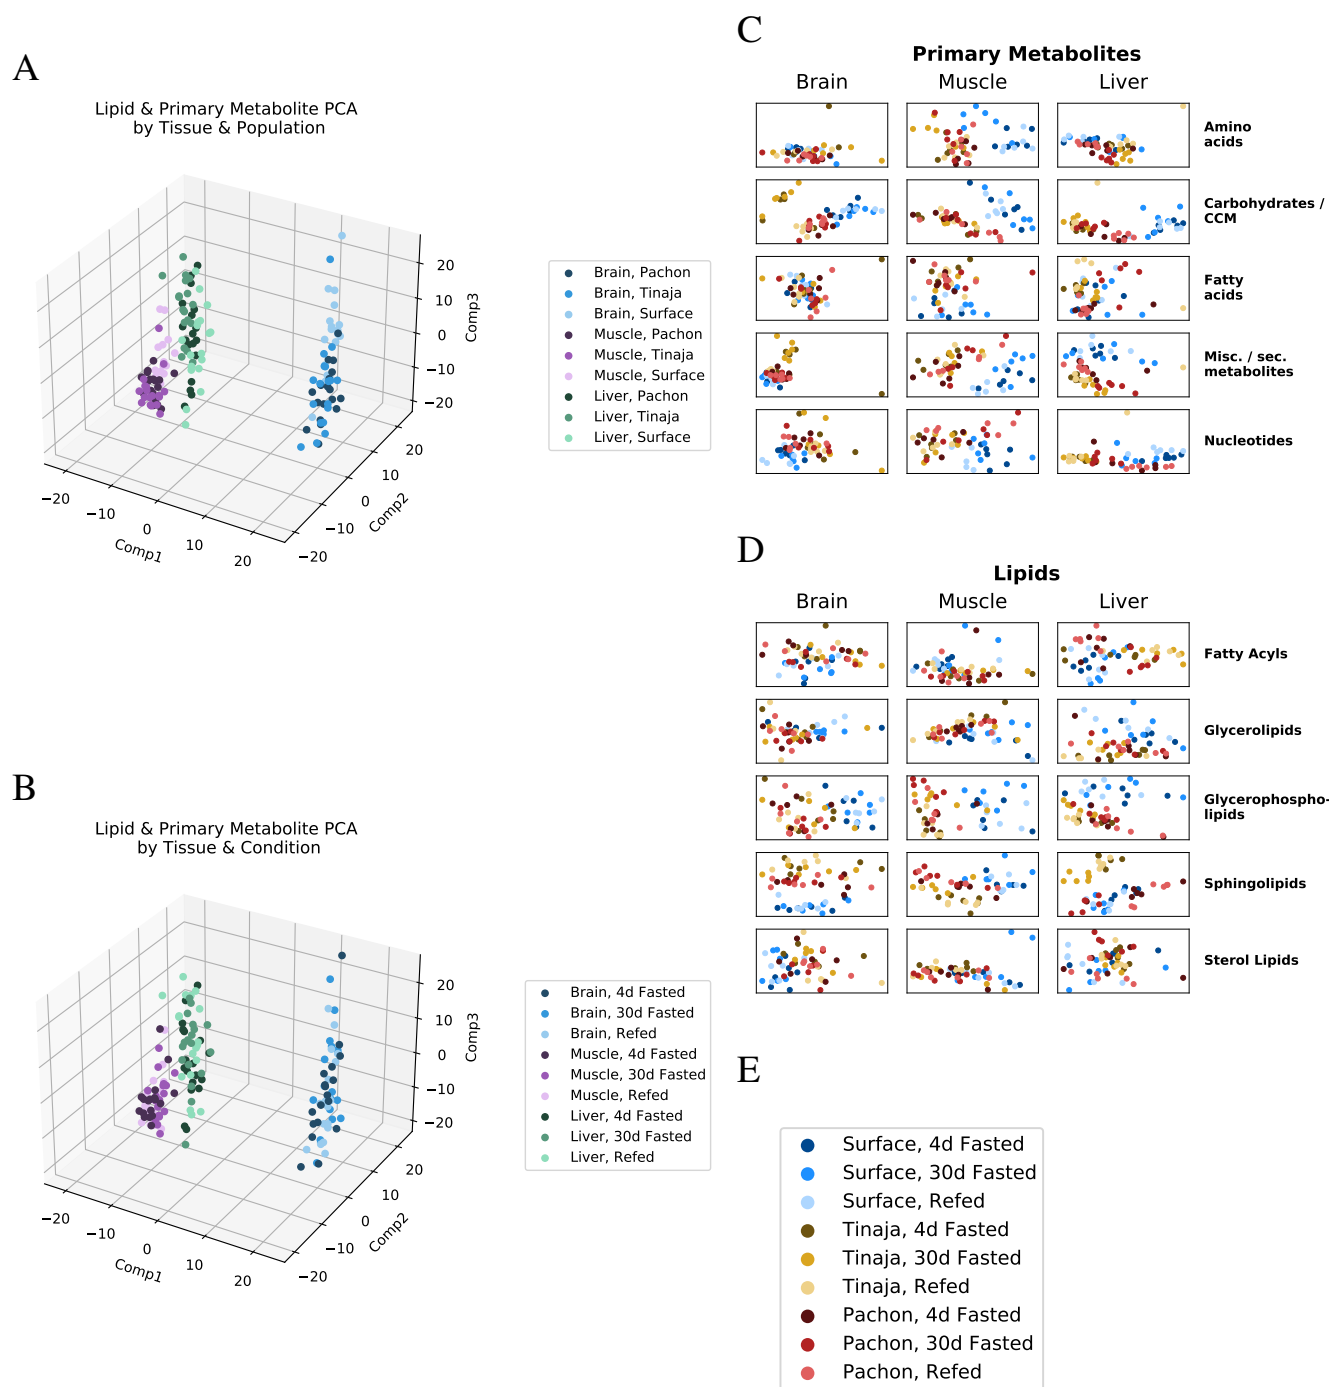 A
Lipid & Primary Metabolite PCA
by Tissue & Population
20
10
0
−10
−20
Comp3
20
10
0
−10
−20
Comp2
−20
−10
0
10
20
Comp1
Brain, Pachon
Brain, Tinaja
Brain, Surface
Muscle, Pachon
Muscle, Tinaja
Muscle, Surface
Liver, Pachon
Liver, Tinaja
Liver, Surface
B
Lipid & Primary Metabolite PCA
by Tissue & Condition
20
10
0
−10
−20
Comp3
20
10
0
−10
−20
Comp2
−20
−10
0
10
20
Comp1
Brain, 4d Fasted
Brain, 30d Fasted
Brain, Refed
Muscle, 4d Fasted
Muscle, 30d Fasted
Muscle, Refed
Liver, 4d Fasted
Liver, 30d Fasted
Liver, Refed
C
Primary Metabolites
Brain Muscle Liver
Amino
acids
Carbohydrates /
CCM
Fatty
acids
Misc. / sec.
metabolites
Nucleotides
D
Lipids
Brain Muscle Liver
Fatty Acyls
Glycerolipids
Glycerophospho-
lipids
Sphingolipids
Sterol Lipids
E
Surface, 4d Fasted
Surface, 30d Fasted
Surface, Refed
Tinaja, 4d Fasted
Tinaja, 30d Fasted
Tinaja, Refed
Pachon, 4d Fasted
Pachon, 30d Fasted
Pachon, Refed